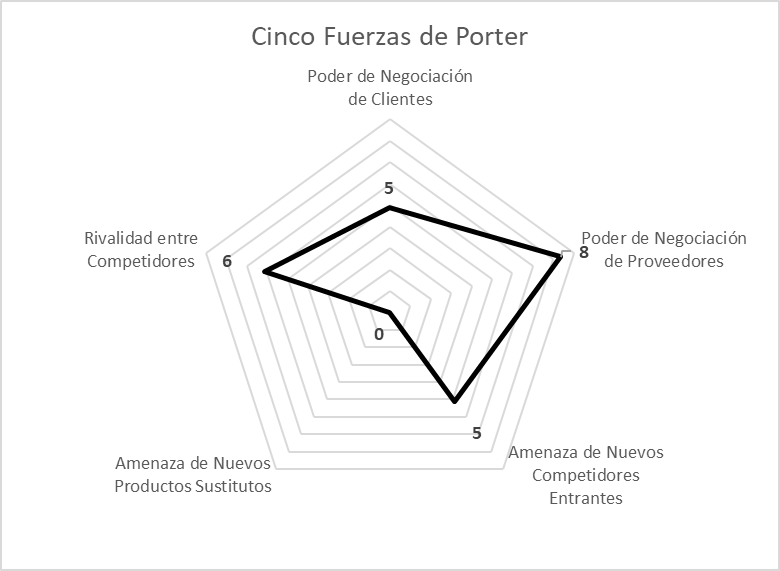 Cinco Fuerzas de Porter
Poder de Negociación
de Clientes
5
Poder de Negociación
de Proveedores
8
Rivalidad entre
Competidores
6
0
5
Amenaza de Nuevos
Competidores
Entrantes
Amenaza de Nuevos
Productos Sustitutos